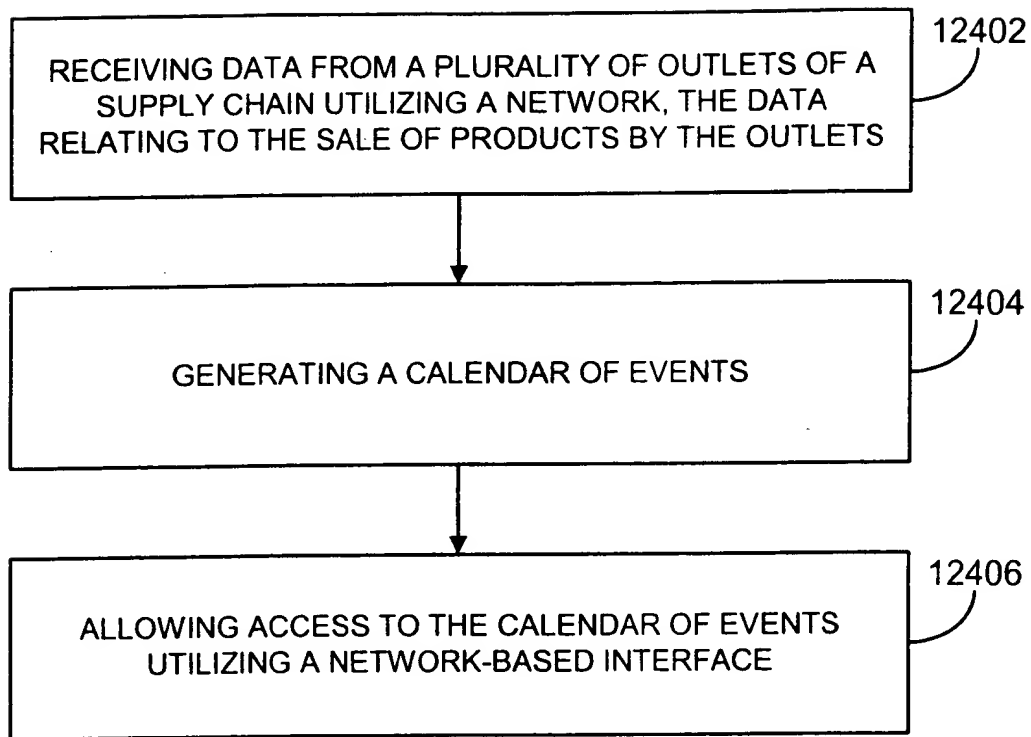 12402
RECEIVING DATA FROM A PLURALITY OF OUTLETS OF A
SUPPLY CHAIN UTILIZING A NETWORK, THE DATA
RELATING TO THE SALE OF PRODUCTS BY THE OUTLETS
12404
GENERATING A CALENDAR OF EVENTS
12406
ALLOWING ACCESS TO THE CALENDAR OF EVENTS
UTILIZING A NETWORK-BASED INTERFACE